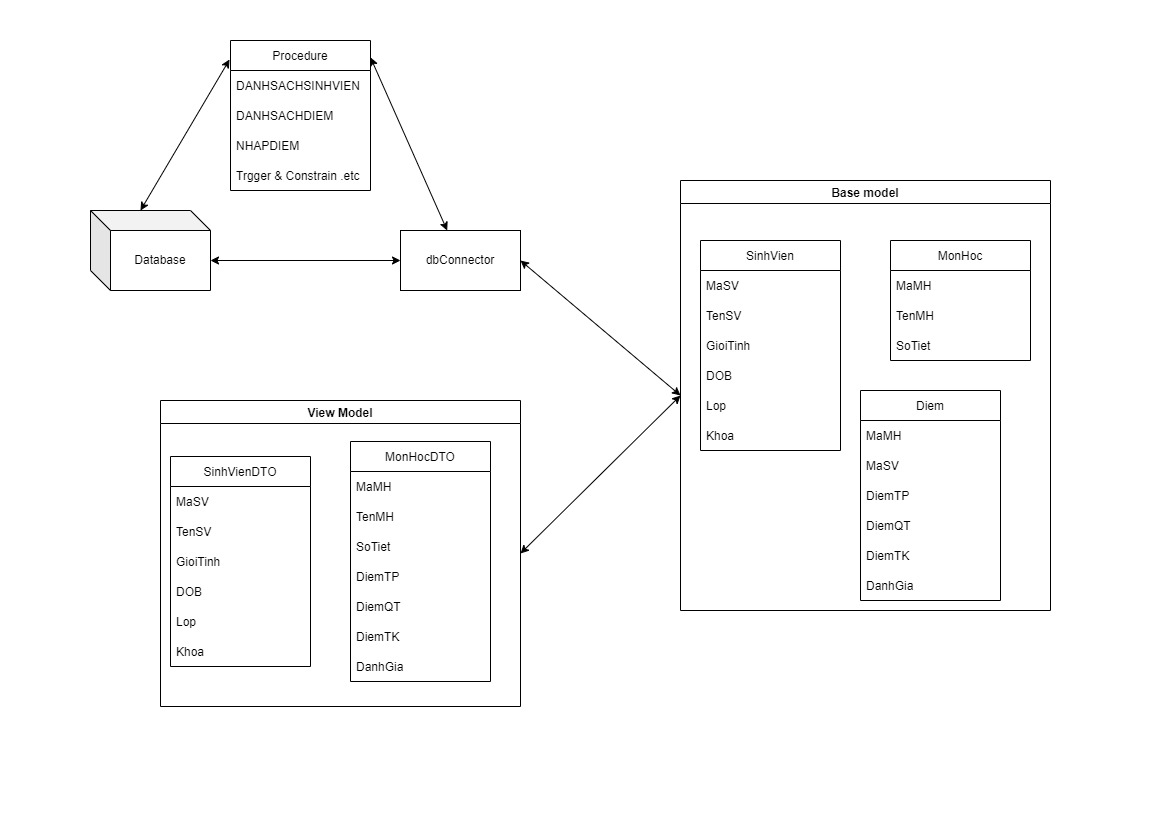 Procedure
DANHSACHSINHVIEN
DANHSACHDIEM
NHAPDIEM
Trgger & Constrain .etc
Database
dbConnector
Base model
SinhVien
MaSV
TenSV
GioiTinh
DOB
Lop
Khoa
MonHoc
MaMH
TenMH
SoTiet
Diem
MaMH
MaSV
DiemTP
DiemQT
DiemTK
DanhGia
View Model
SinhVienDTO
MaSV
TenSV
GioiTinh
DOB
Lop
Khoa
MonHocDTO
MaMH
TenMH
SoTiet
DiemTP
DiemQT
DiemTK
DanhGia